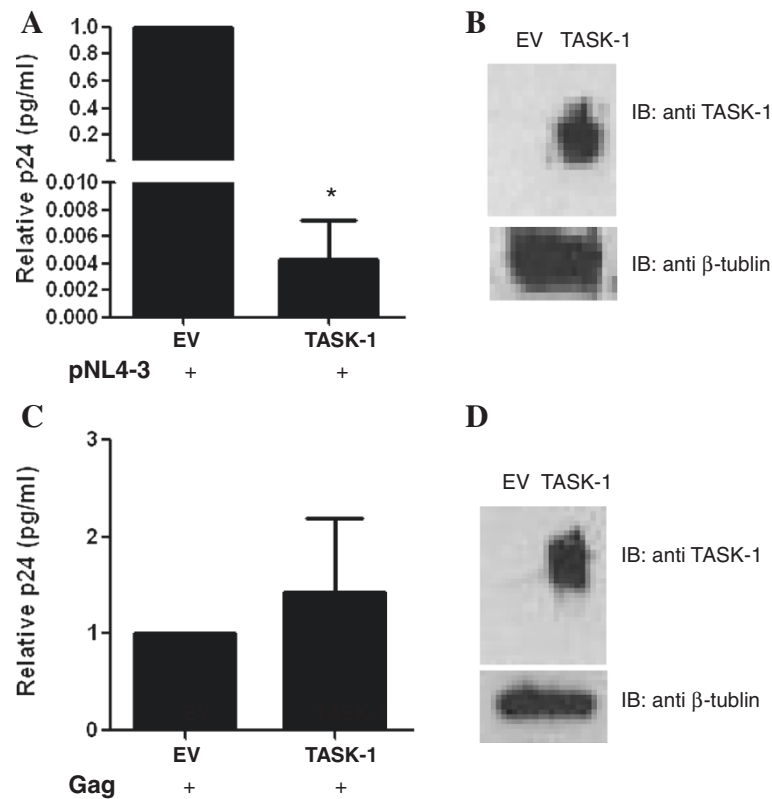 A
Relative p24 (pg/ml)
1.0
0.8
0.6
0.4
0.2
0.010
0.008
0.006
0.004
0.002
0.000
*
EV TASK-1
pNL4-3 + +
B
EV TASK-1
IB: anti TASK-1
IB: anti β-tublin
C
Relative p24 (pg/ml)
3
2
1
0
EV TASK-1
Gag + +
D
EV TASK-1
IB: anti TASK-1
IB: anti β-tublin